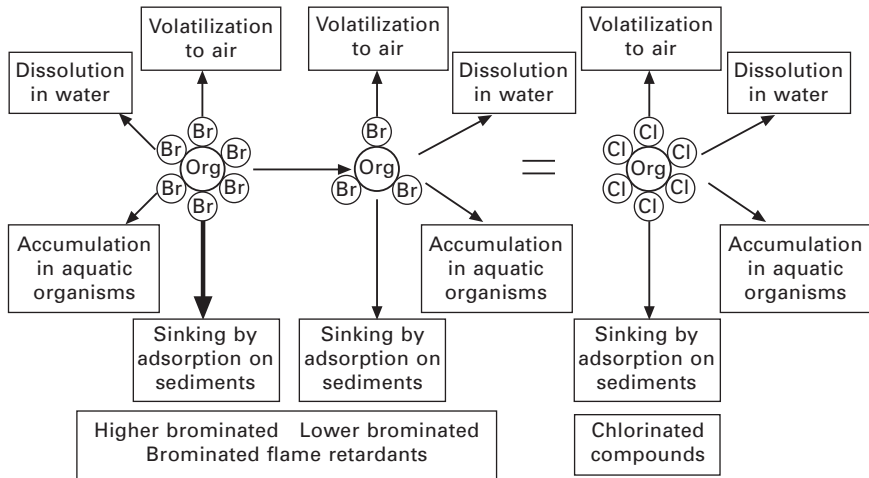 Volatilization
to air
Dissolution
in water
Br
Br
Br
Org
Br
Br
Br
Accumulation
in aquatic
organisms
Sinking by
adsorption on
sediments
Volatilization
to air
Dissolution
in water
Br
Org
Br
Br
Accumulation
in aquatic
organisms
Sinking by
adsorption on
sediments
=
Volatilization
to air
Dissolution
in water
Cl
Cl
Cl
Org
Cl
Cl
Cl
Accumulation
in aquatic
organisms
Sinking by
adsorption on
sediments
Higher brominated Lower brominated
Brominated flame retardants
Chlorinated
compounds